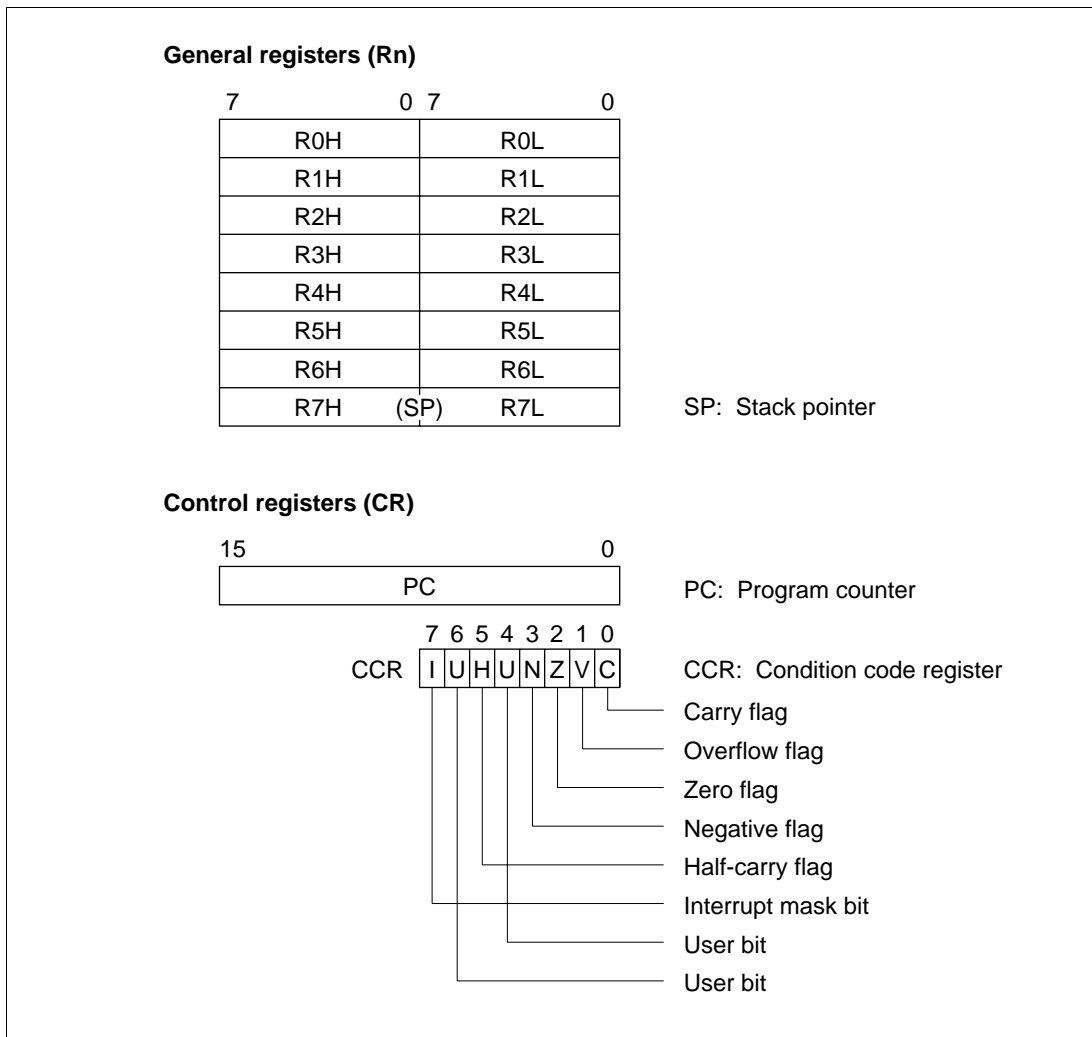 General registers (Rn)
7 0 7 0
R0H R0L
R1H R1L
R2H R2L
R3H R3L
R4H R4L
R5H R5L
R6H R6L
R7H (SP) R7L SP: Stack pointer
Control registers (CR)
15 0
PC PC: Program counter
7 6 5 4 3 2 1 0
CCR I U H U N Z V C CCR: Condition code register
Carry flag
Overflow flag
Zero flag
Negative flag
Half-carry flag
Interrupt mask bit
User bit
User bit